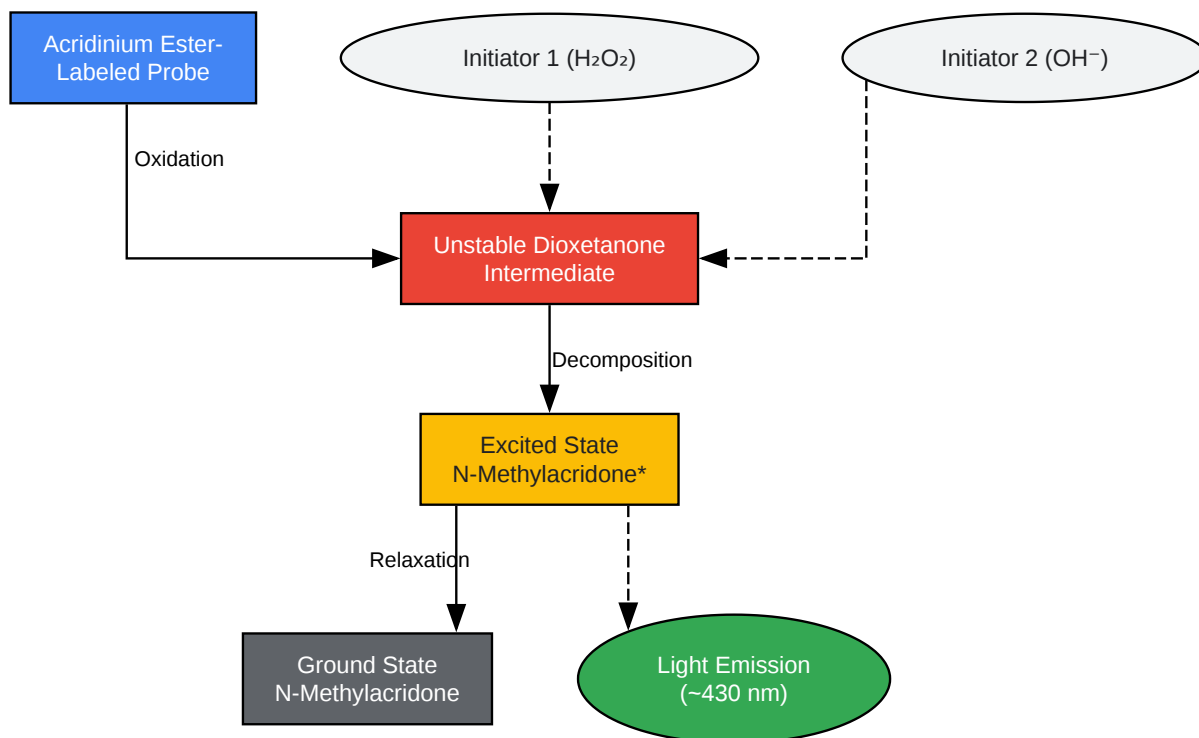 Acridinium Ester-
Labeled Probe
Initiator 1 (H₂O₂)
Initiator 2 (OH⁻)
Oxidation
Unstable Dioxetanone
Intermediate
Decomposition
Excited State
N-Methylacridone*
Relaxation
Ground State
N-Methylacridone
Light Emission
(~430 nm)